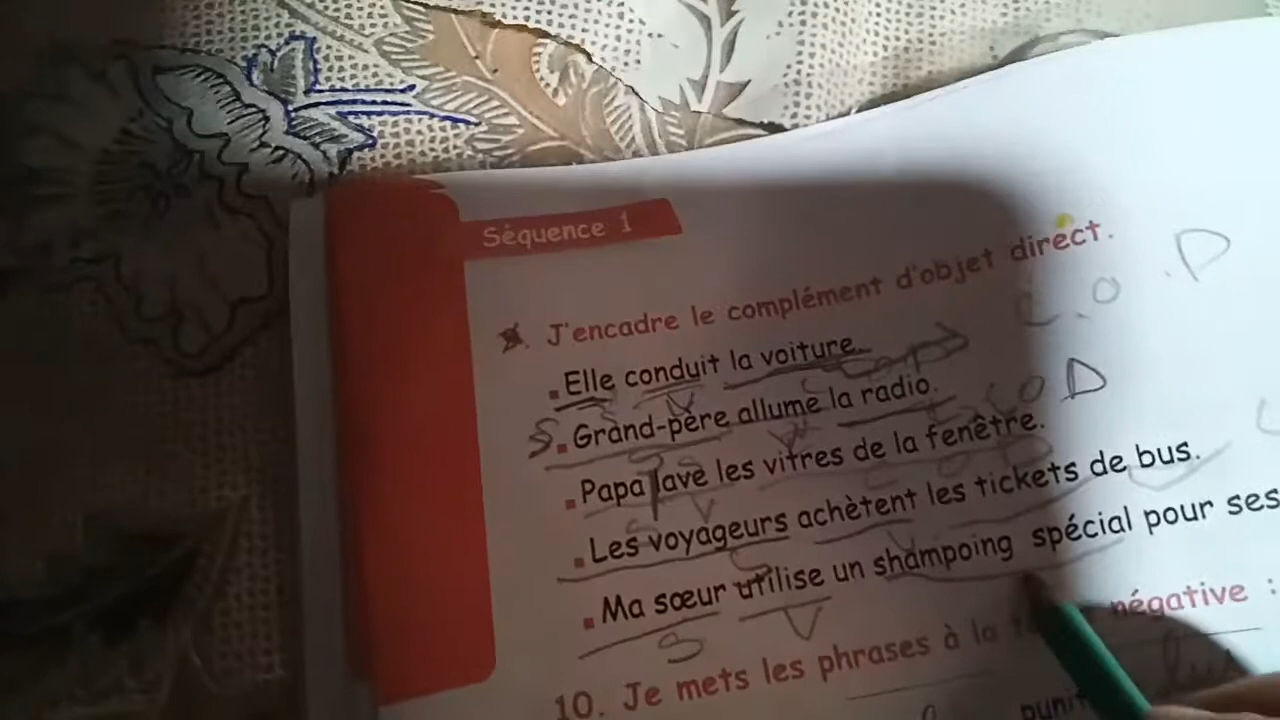 Séquence 1
J'encadre le complément d'objet direct.
C.O.D
Elle conduit la voiture.
S V
S Grand-père allume la radio.
C O D
Papa lave les vitres de la fenêtre.
S V
Les voyageurs achètent les tickets de bus.
Ma sœur utilise un shampoing spécial pour ses
S V
10. Je mets les phrases à la négative :